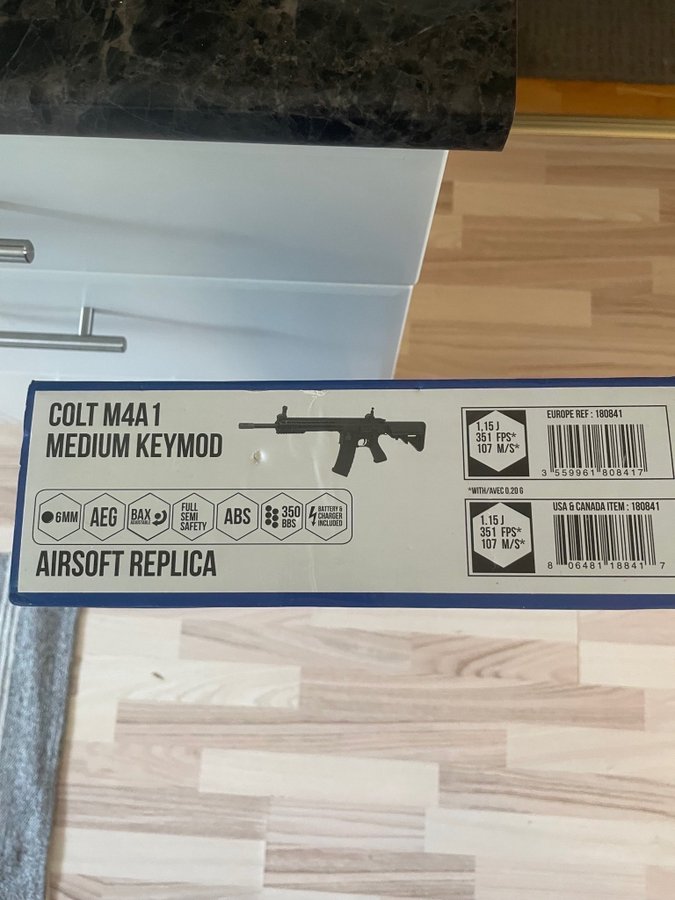 COLT M4A1
MEDIUM KEYMOD
6MM
AEG
BAX
ADJUSTABLE
FULL
SEMI
SAFETY
ABS
350
BBS
BATTERY &
CHARGER
INCLUDED
AIRSOFT REPLICA
1,15 J
351 FPS*
107 M/S*
EUROPE REF : 180841
3 559961 808417
*WITH/AVEC 0.20 G
1.15 J
351 FPS*
107 M/S*
USA & CANADA ITEM : 180841
8 06481 18841 7